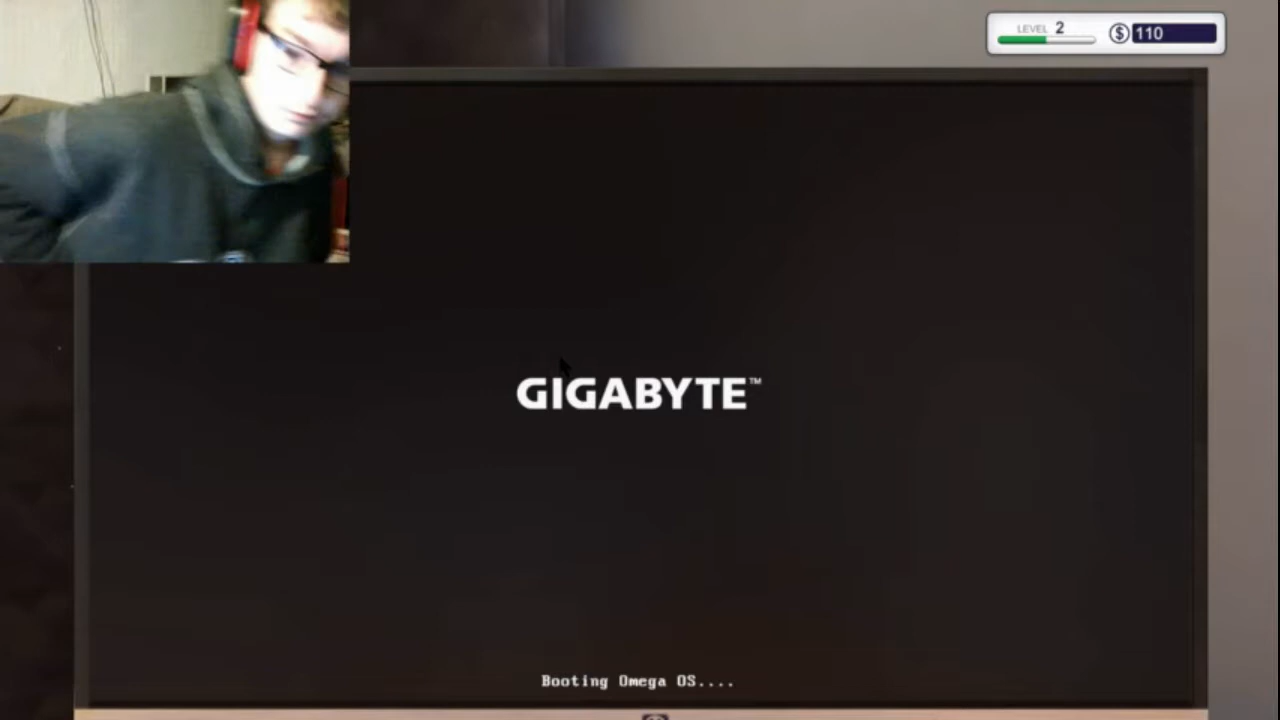 LEVEL 2
$ 110
GIGABYTE™
Booting Omega OS....